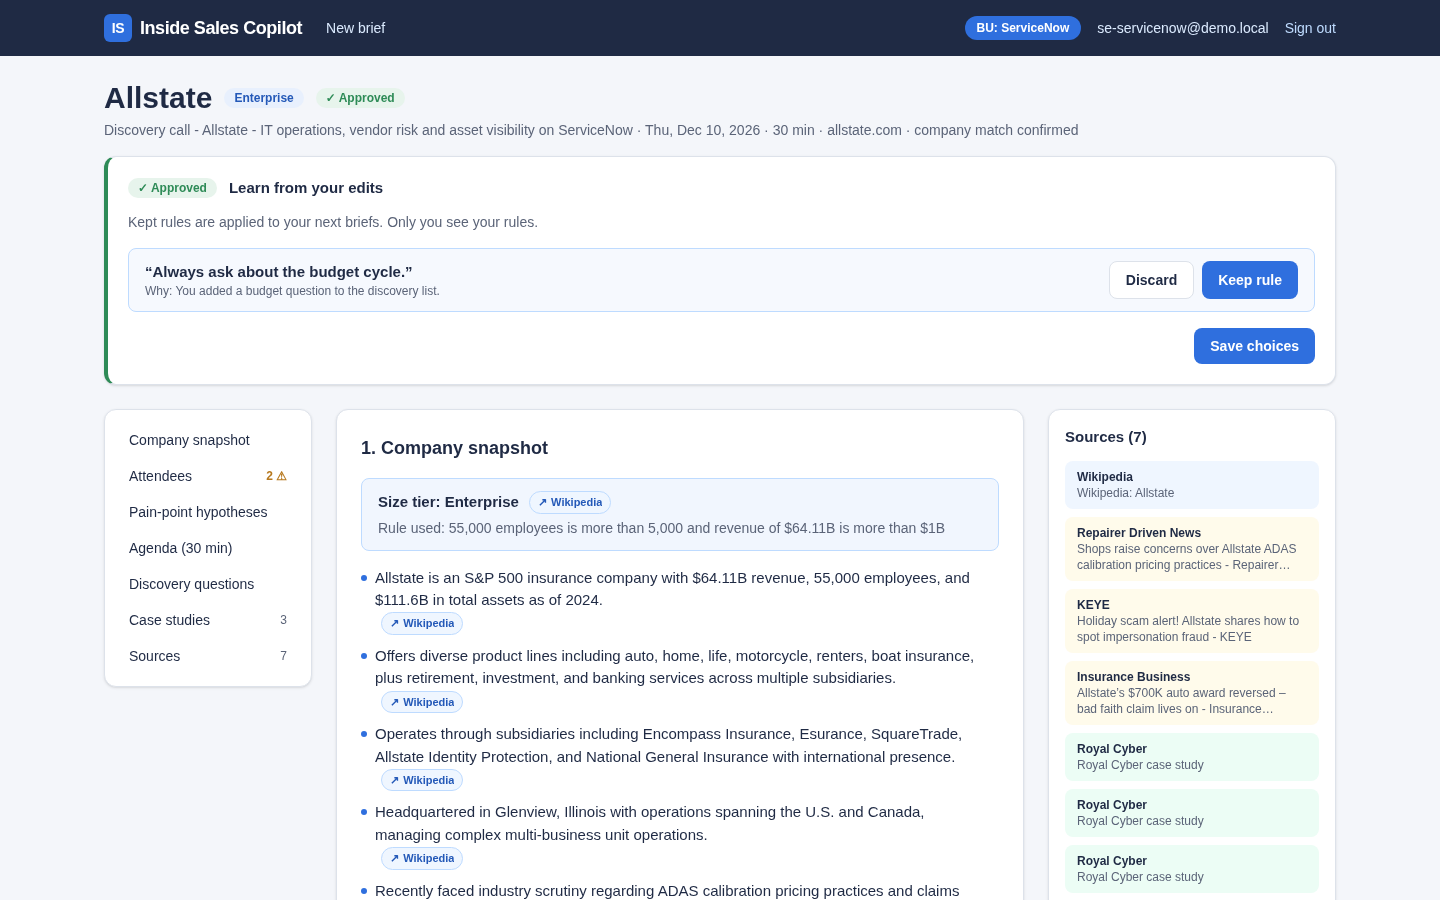 IS Inside Sales Copilot New brief BU: ServiceNow se-servicenow@demo.local Sign out
Allstate Enterprise ✓ Approved
Discovery call - Allstate - IT operations, vendor risk and asset visibility on ServiceNow · Thu, Dec 10, 2026 · 30 min · allstate.com · company match confirmed
✓ Approved Learn from your edits
Kept rules are applied to your next briefs. Only you see your rules.
“Always ask about the budget cycle.”
Why: You added a budget question to the discovery list.
Discard Keep rule
Save choices
Company snapshot
Attendees 2 ⚠
Pain-point hypotheses
Agenda (30 min)
Discovery questions
Case studies 3
Sources 7
1. Company snapshot
Size tier: Enterprise ↗ Wikipedia
Rule used: 55,000 employees is more than 5,000 and revenue of $64.11B is more than $1B
Allstate is an S&P 500 insurance company with $64.11B revenue, 55,000 employees, and
$111.6B in total assets as of 2024.
↗ Wikipedia
Offers diverse product lines including auto, home, life, motorcycle, renters, boat insurance,
plus retirement, investment, and banking services across multiple subsidiaries.
↗ Wikipedia
Operates through subsidiaries including Encompass Insurance, Esurance, SquareTrade,
Allstate Identity Protection, and National General Insurance with international presence.
↗ Wikipedia
Headquartered in Glenview, Illinois with operations spanning the U.S. and Canada,
managing complex multi-business unit operations.
↗ Wikipedia
Recently faced industry scrutiny regarding ADAS calibration pricing practices and claims
Sources (7)
Wikipedia
Wikipedia: Allstate
Repairer Driven News
Shops raise concerns over Allstate ADAS
calibration pricing practices - Repairer…
KEYE
Holiday scam alert! Allstate shares how to
spot impersonation fraud - KEYE
Insurance Business
Allstate’s $700K auto award reversed –
bad faith claim lives on - Insurance…
Royal Cyber
Royal Cyber case study
Royal Cyber
Royal Cyber case study
Royal Cyber
Royal Cyber case study